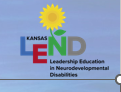 KANSAS
LEND
Leadership Education
in Neurodevelopmental
Disabilities